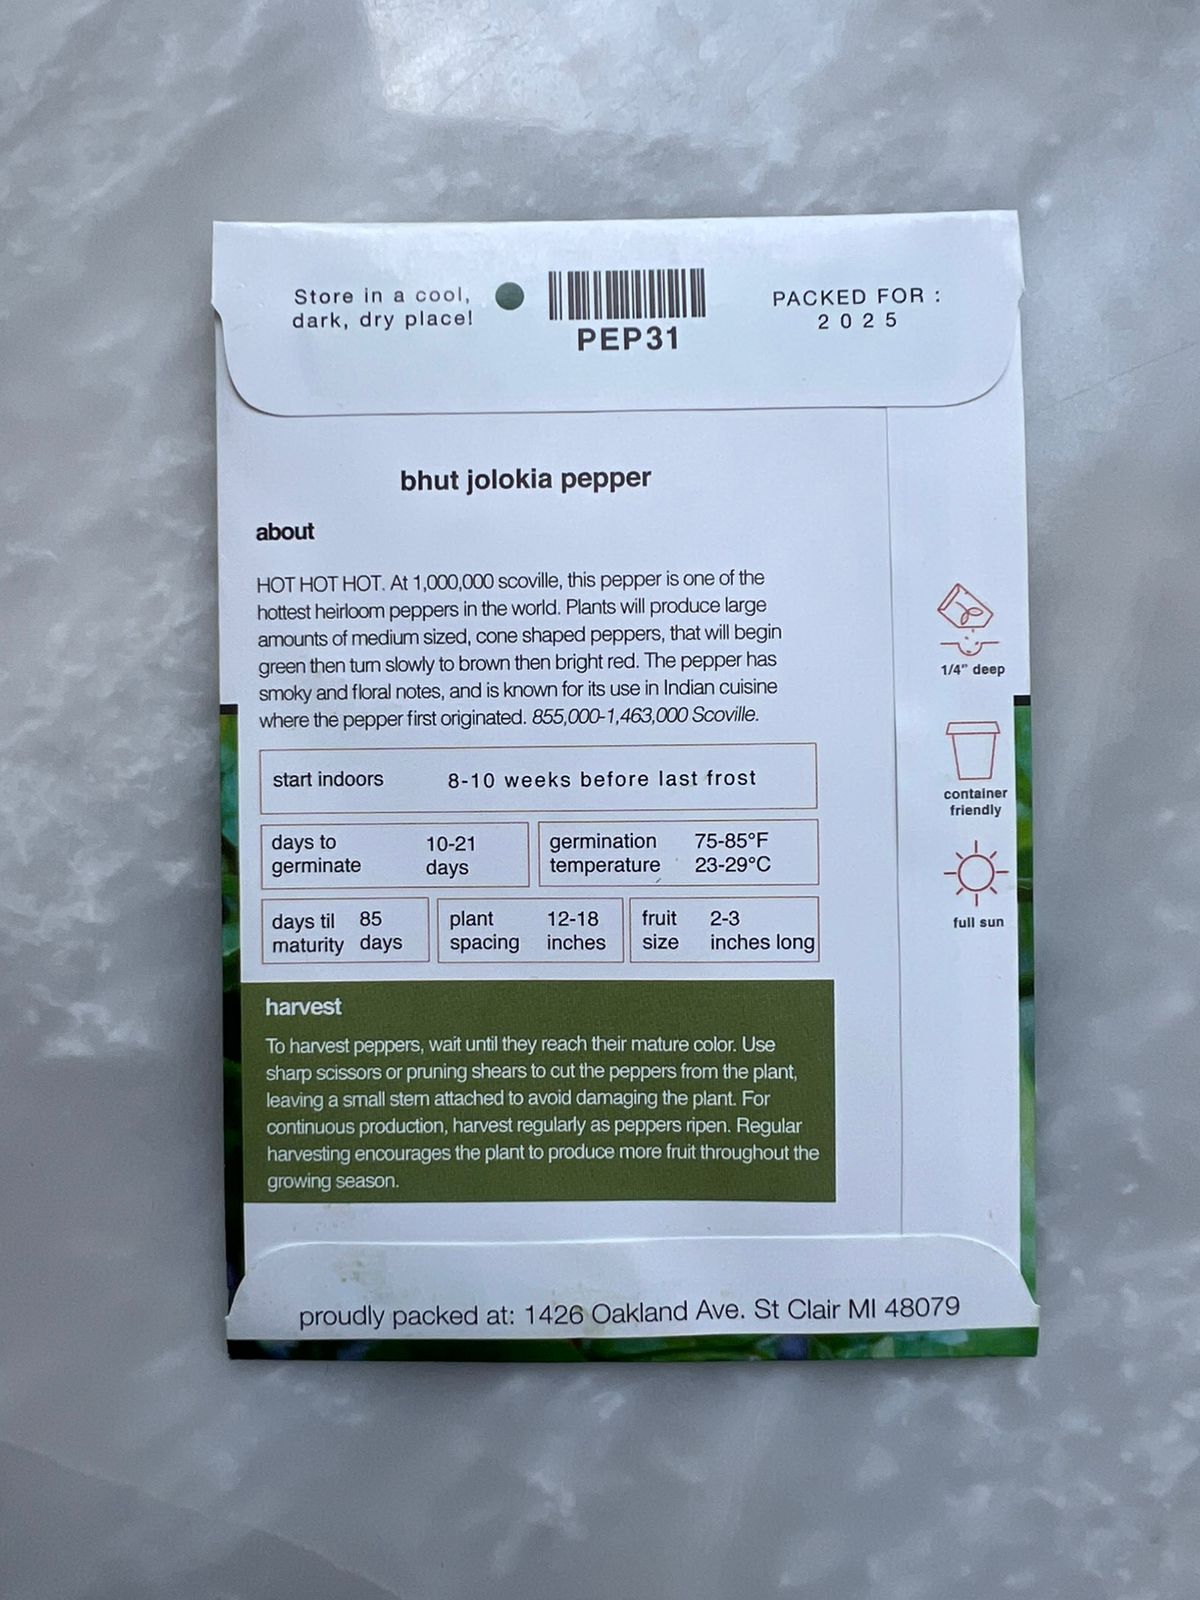 Store in a cool,
dark, dry place!
PEP31
PACKED FOR :
2025
bhut jolokia pepper
about
HOT HOT HOT. At 1,000,000 scoville, this pepper is one of the
hottest heirloom peppers in the world. Plants will produce large
amounts of medium sized, cone shaped peppers, that will begin
green then turn slowly to brown then bright red. The pepper has
smoky and floral notes, and is known for its use in Indian cuisine
where the pepper first originated. 855,000-1,463,000 Scoville.
start indoors 8-10 weeks before last frost
days to
germinate
10-21
days
germination
temperature
75-85°F
23-29°C
days til
maturity
85
days
plant
spacing
12-18
inches
fruit
size
2-3
inches long
1/4" deep
container
friendly
full sun
harvest
To harvest peppers, wait until they reach their mature color. Use
sharp scissors or pruning shears to cut the peppers from the plant,
leaving a small stem attached to avoid damaging the plant. For
continuous production, harvest regularly as peppers ripen. Regular
harvesting encourages the plant to produce more fruit throughout the
growing season.
proudly packed at: 1426 Oakland Ave. St Clair MI 48079